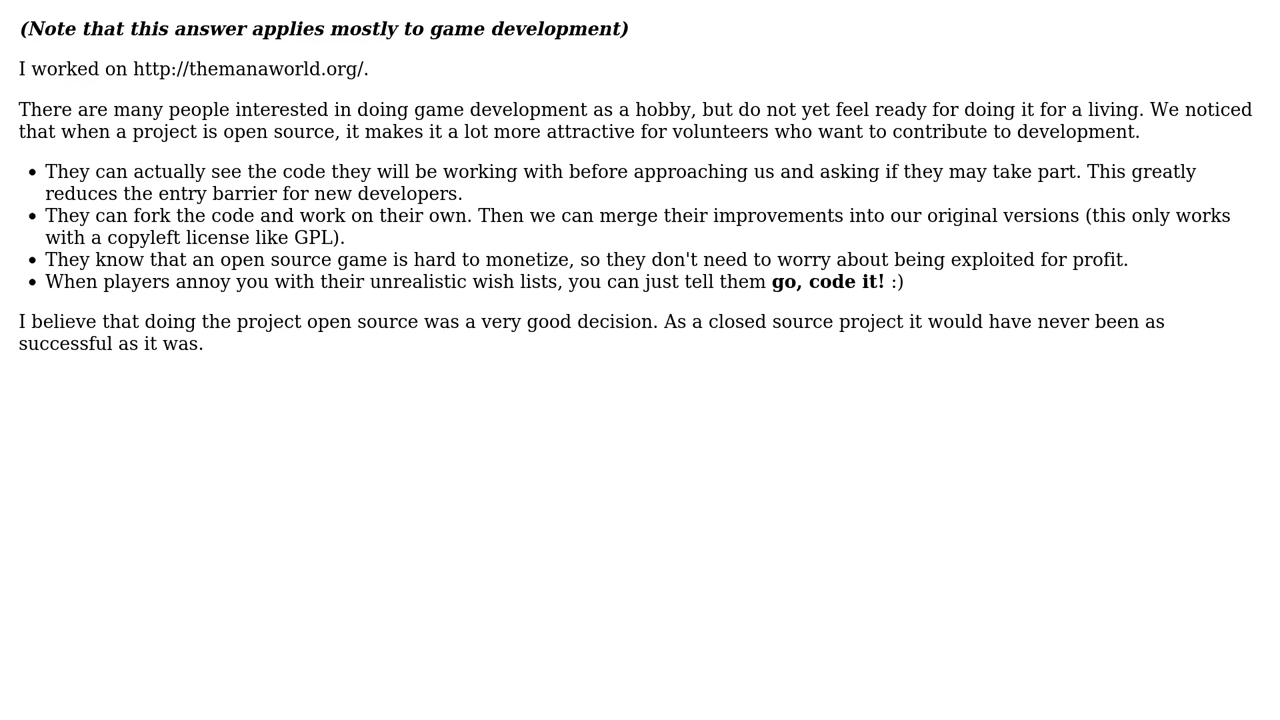 (Note that this answer applies mostly to game development)
I worked on http://themanaworld.org/.
There are many people interested in doing game development as a hobby, but do not yet feel ready for doing it for a living. We noticed
that when a project is open source, it makes it a lot more attractive for volunteers who want to contribute to development.
• They can actually see the code they will be working with before approaching us and asking if they may take part. This greatly
reduces the entry barrier for new developers.
• They can fork the code and work on their own. Then we can merge their improvements into our original versions (this only works
with a copyleft license like GPL).
• They know that an open source game is hard to monetize, so they don't need to worry about being exploited for profit.
• When players annoy you with their unrealistic wish lists, you can just tell them go, code it! :)
I believe that doing the project open source was a very good decision. As a closed source project it would have never been as
successful as it was.